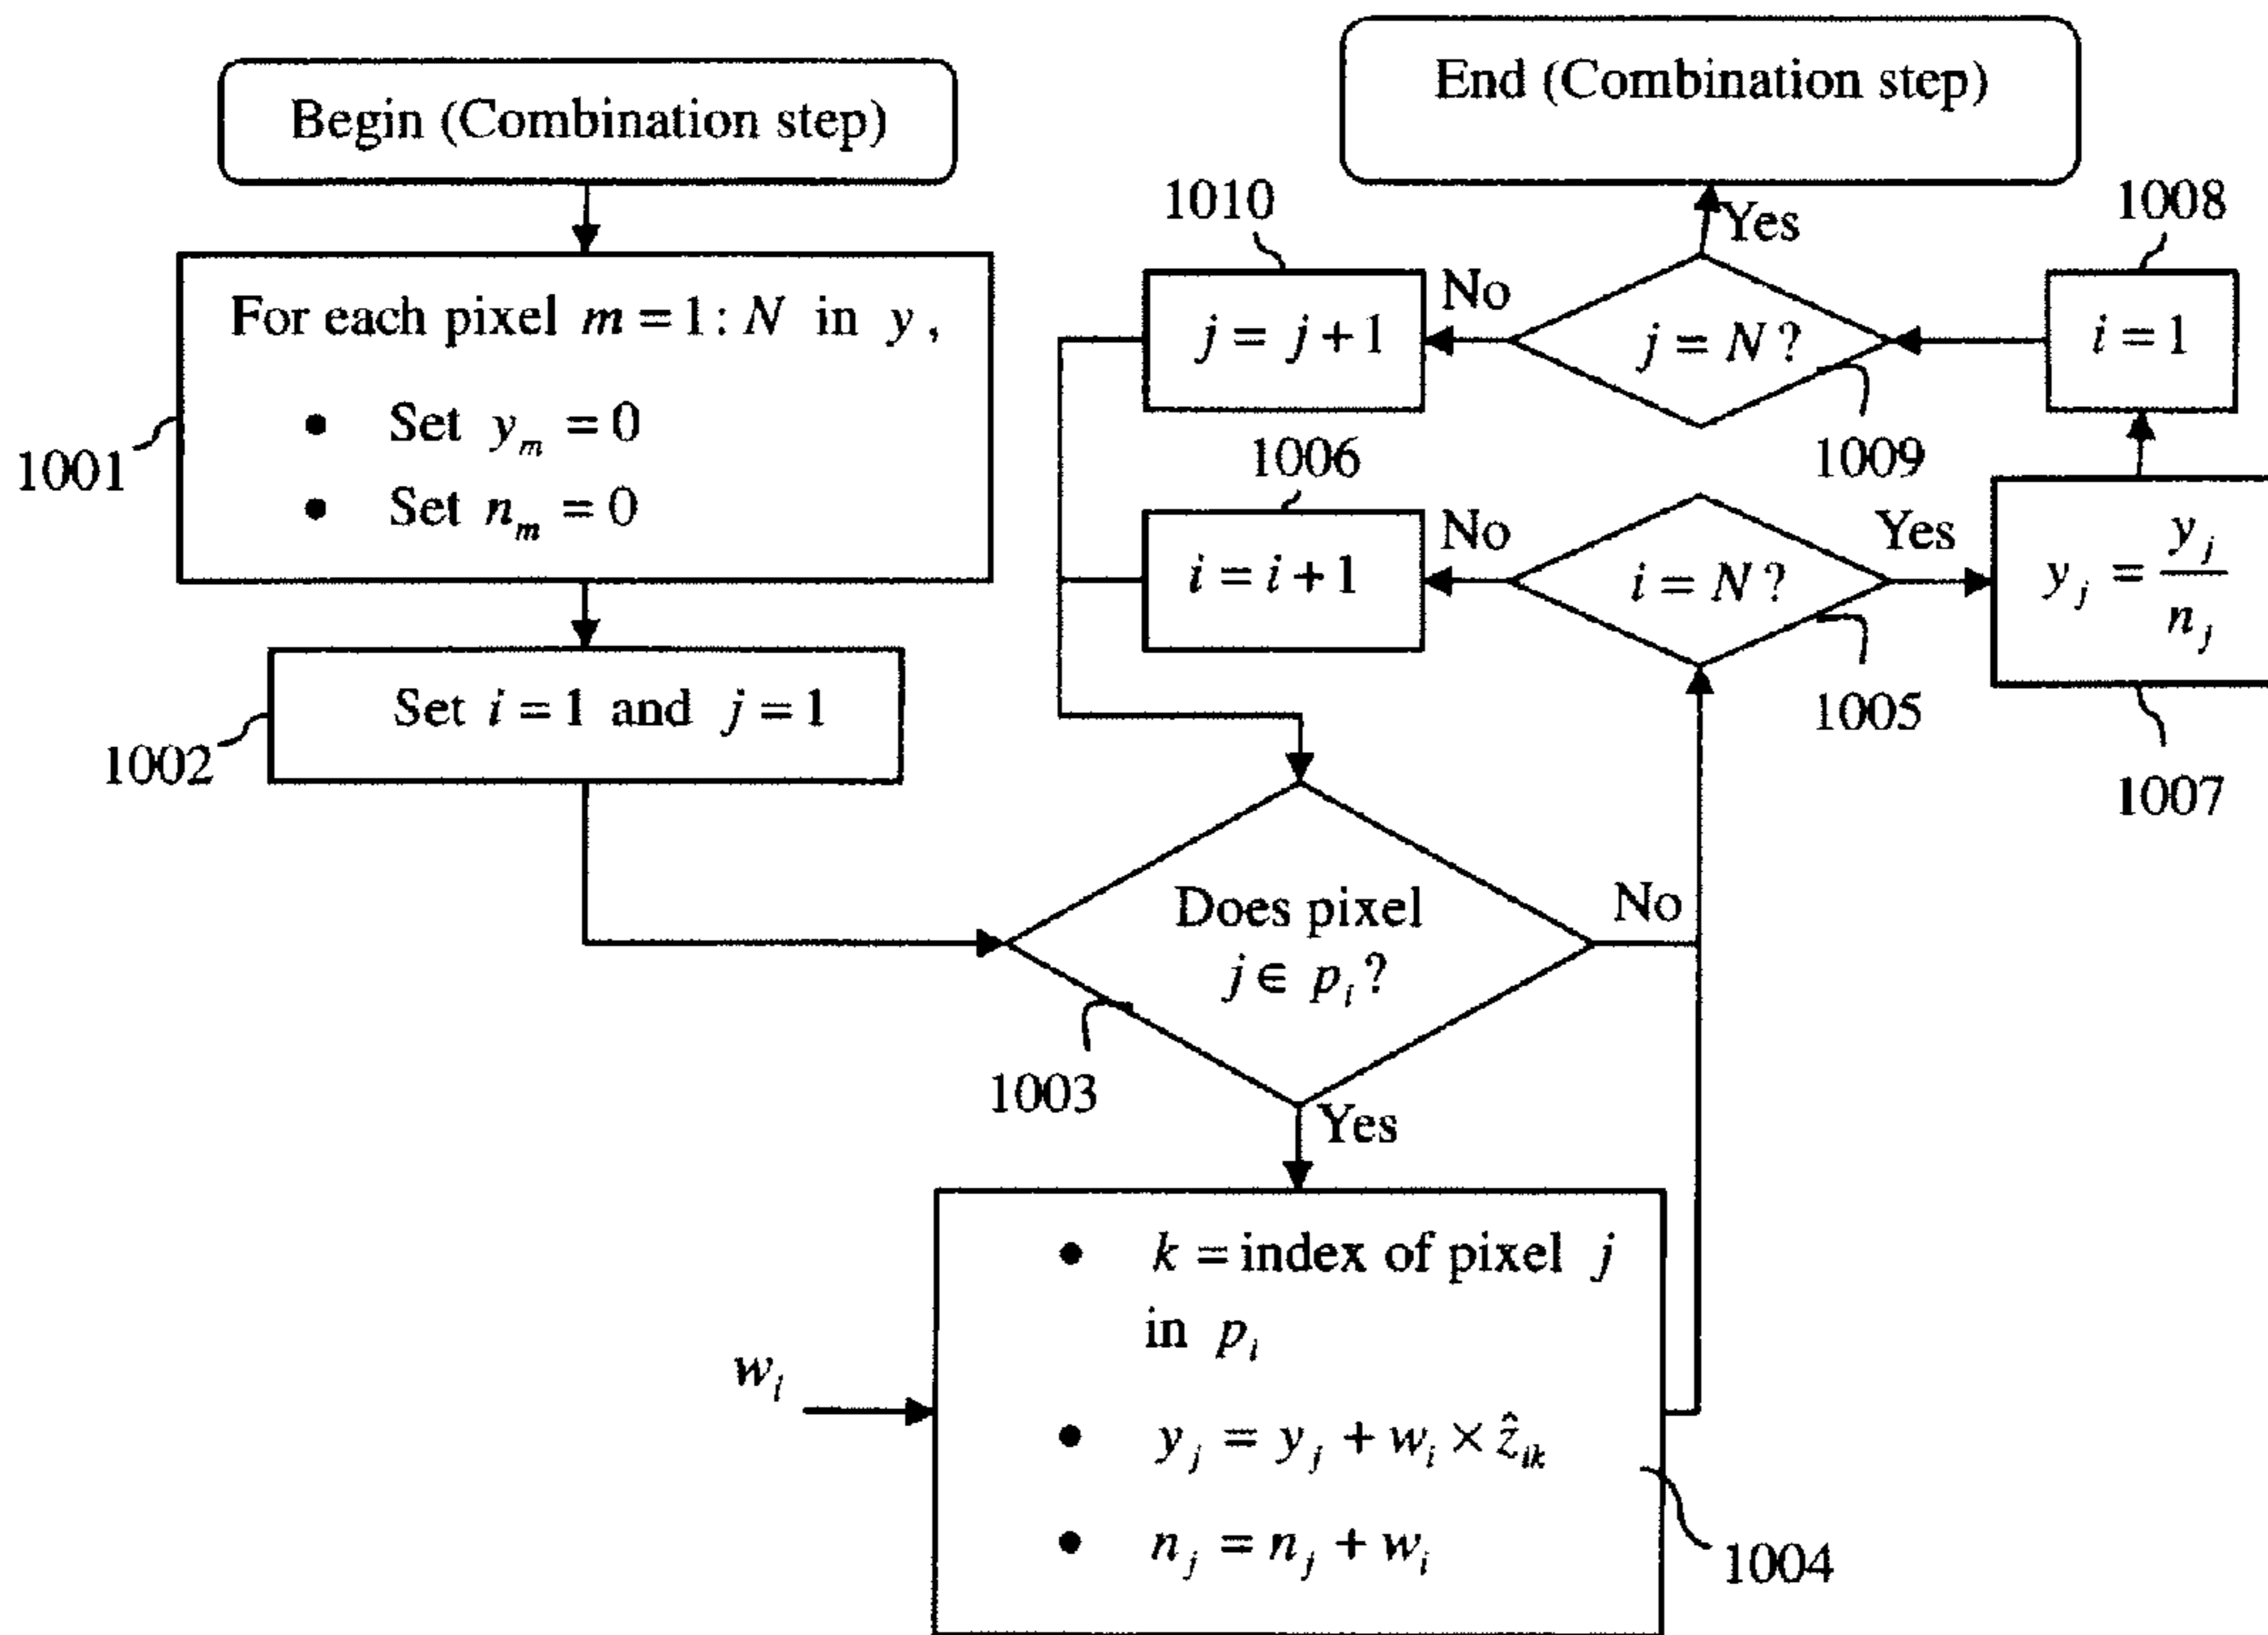 Begin (Combination step)
End (Combination step)
For each pixel m = 1 : N in y,
• Set y_m = 0
• Set n_m = 0
1001
Set i = 1 and j = 1
1002
1010
j = j + 1
No
j = N ?
Yes
1009
1008
i = 1
1006
i = i + 1
No
i = N ?
Yes
1005
y_j = y_j / n_j
1007
Does pixel
j ∈ p_i ?
No
1003
Yes
w_i
• k = index of pixel j
in p_i
• y_j = y_j + w_i × ẑ_ik
• n_j = n_j + w_i
1004